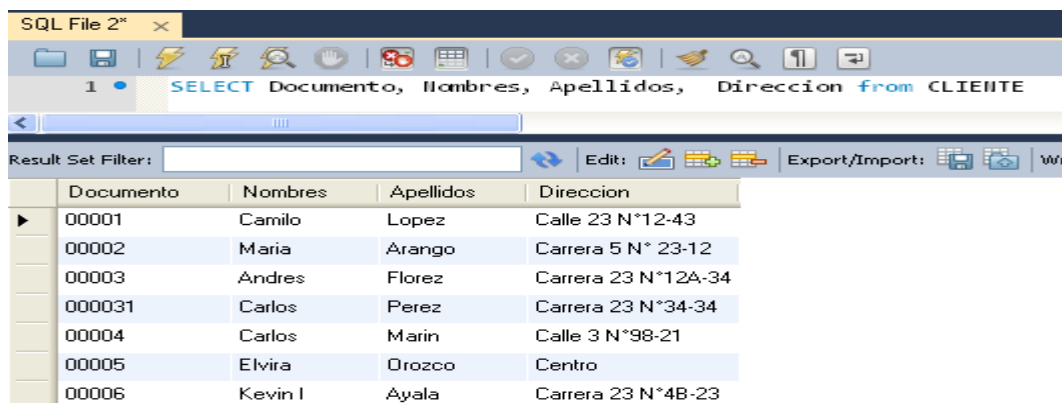 SQL File 2*
1 SELECT Documento, Nombres, Apellidos, Direccion from CLIENTE
Result Set Filter: Edit: Export/Import:
Documento Nombres Apellidos Direccion
00001 Camilo Lopez Calle 23 N°12-43
00002 Maria Arango Carrera 5 N° 23-12
00003 Andres Florez Carrera 23 N°12A-34
000031 Carlos Perez Carrera 23 N°34-34
00004 Carlos Marin Calle 3 N°98-21
00005 Elvira Orozco Centro
00006 Kevin I Ayala Carrera 23 N°4B-23